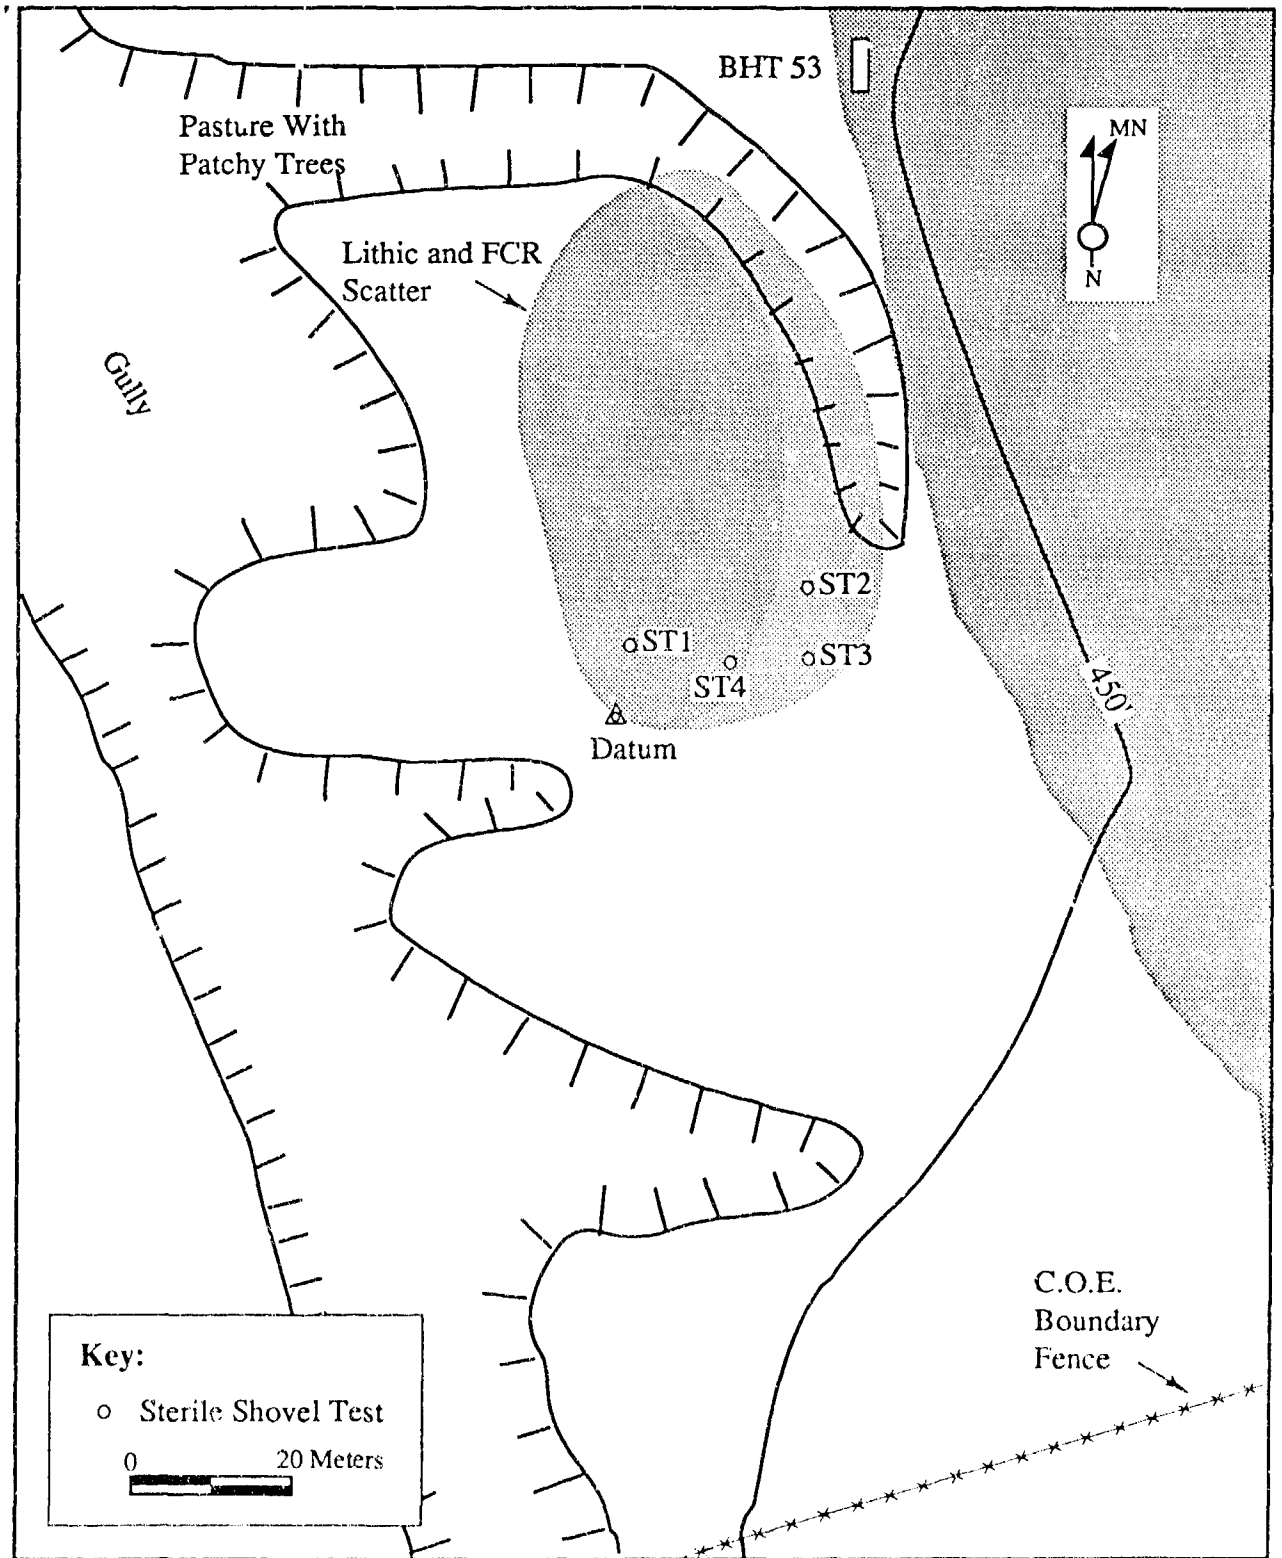 BHT 53
MN
N
Pasture With
Patchy Trees
Lithic and FCR
Scatter
Gully
ST2
ST1
ST3
ST4
Datum
450'
C.O.E.
Boundary
Fence
Key:
Sterile Shovel Test
0 20 Meters